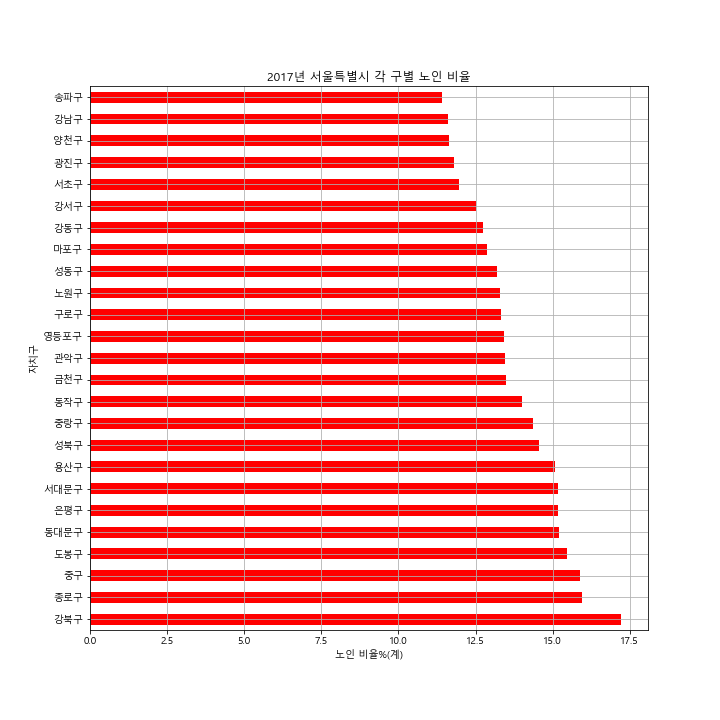 2017년 서울특별시 각 구별 노인 비율
송파구
강남구
양천구
광진구
서초구
강서구
강동구
마포구
성동구
노원구
구로구
영등포구
관악구
금천구
동작구
중랑구
성북구
용산구
서대문구
은평구
동대문구
도봉구
중구
종로구
강북구
자치구
0.0 2.5 5.0 7.5 10.0 12.5 15.0 17.5
노인 비율%(계)